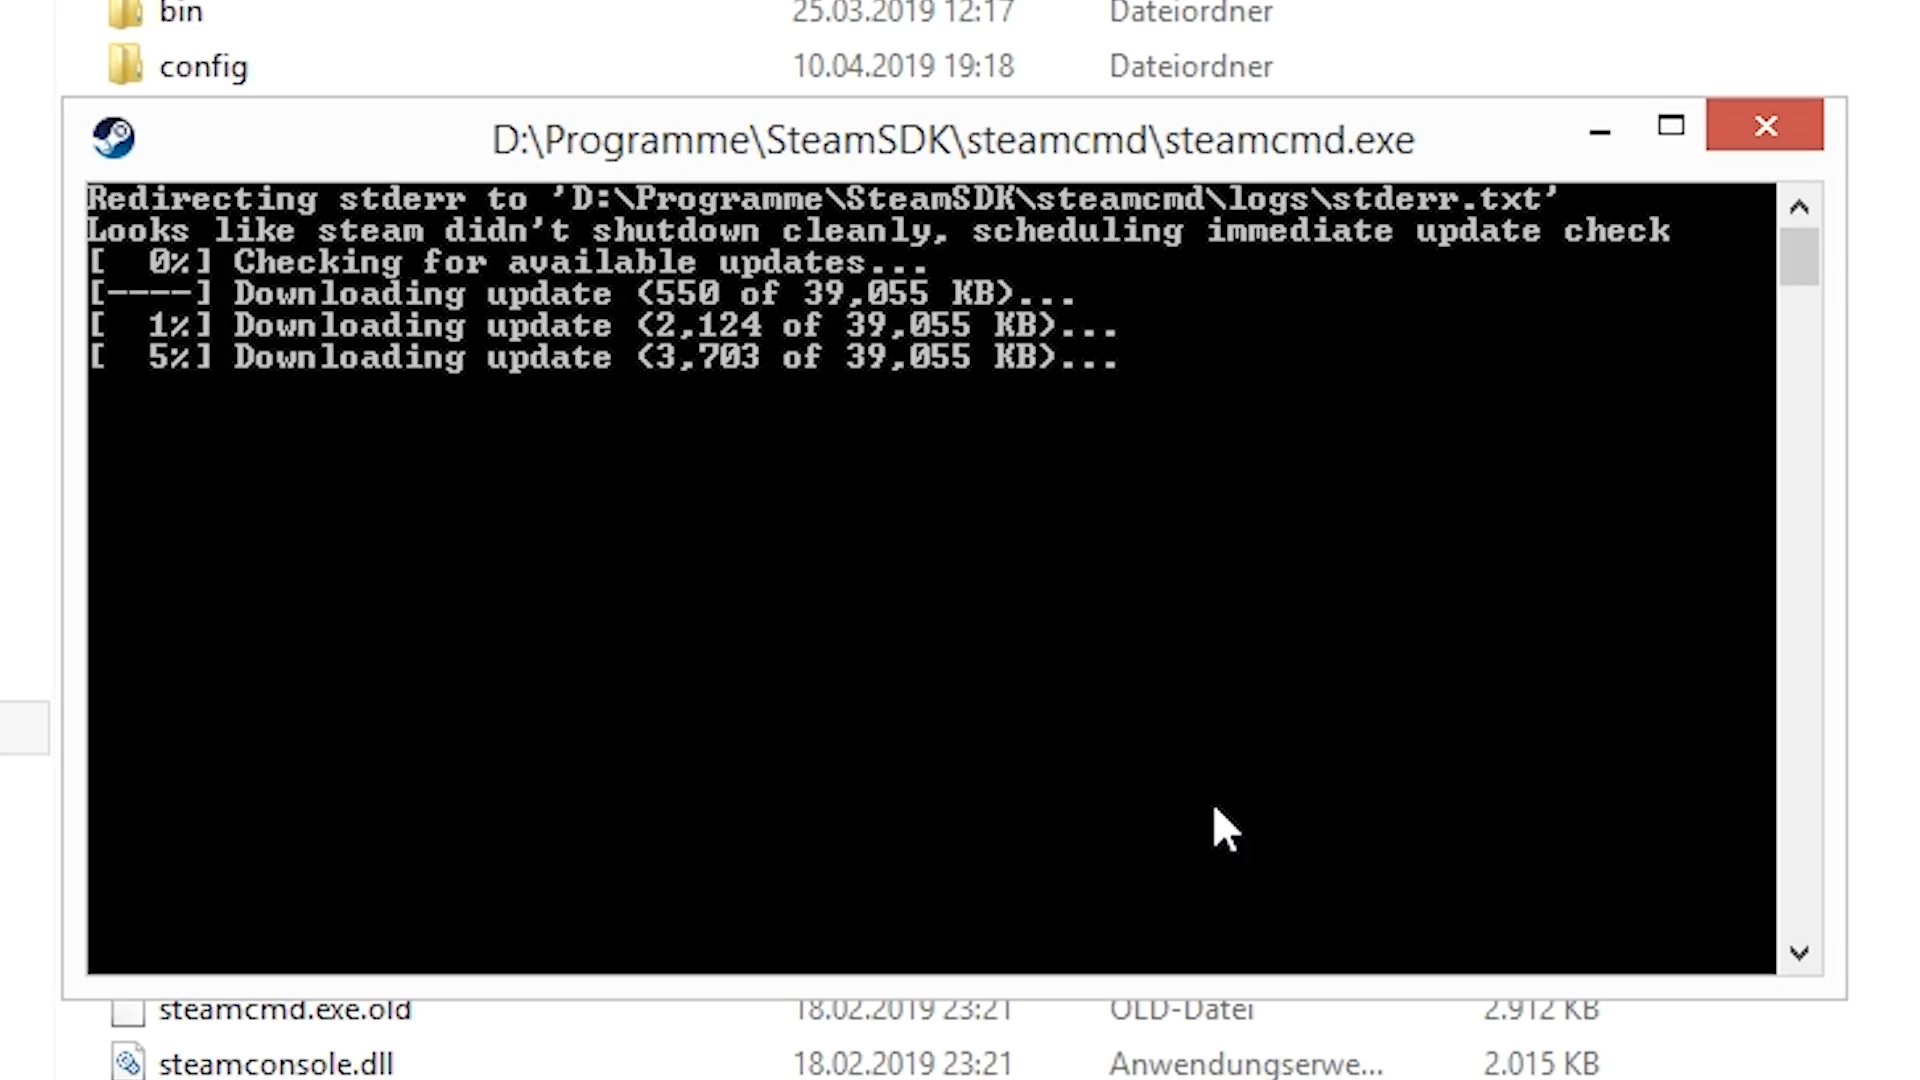 bin 25.03.2019 12:17 Dateiordner
config 10.04.2019 19:18 Dateiordner
D:\Programme\SteamSDK\steamcmd\steamcmd.exe
Redirecting stderr to 'D:\Programme\SteamSDK\steamcmd\logs\stderr.txt'
Looks like steam didn't shutdown cleanly, scheduling immediate update check
[  0%] Checking for available updates...
[----] Downloading update (550 of 39,055 KB)...
[  1%] Downloading update (2,124 of 39,055 KB)...
[  5%] Downloading update (3,703 of 39,055 KB)...
steamcmd.exe.old 18.02.2019 23:21 OLD-Datei 2.912 KB
steamconsole.dll 18.02.2019 23:21 Anwendungserwe... 2.015 KB